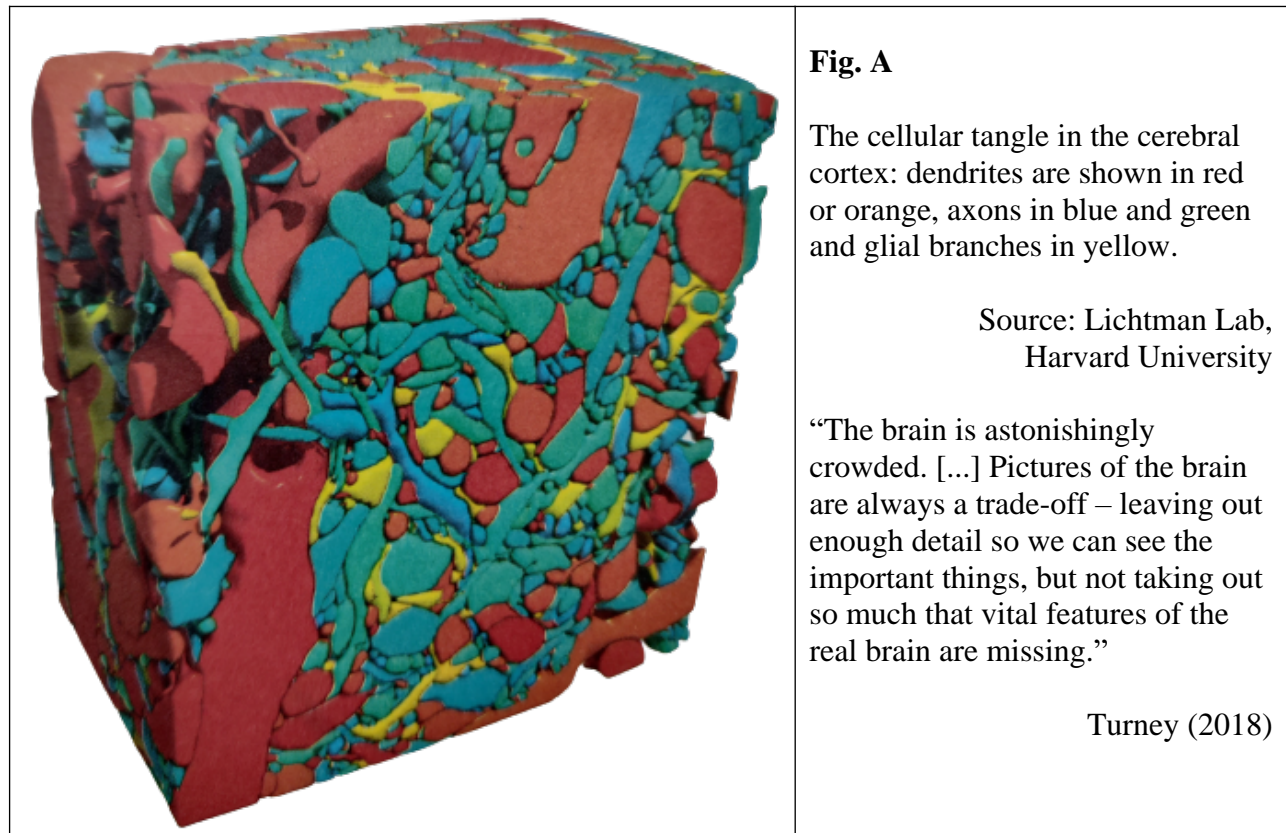 Fig. A
The cellular tangle in the cerebral
cortex: dendrites are shown in red
or orange, axons in blue and green
and glial branches in yellow.
Source: Lichtman Lab,
Harvard University
“The brain is astonishingly
crowded. [...] Pictures of the brain
are always a trade-off – leaving out
enough detail so we can see the
important things, but not taking out
so much that vital features of the
real brain are missing.”
Turney (2018)